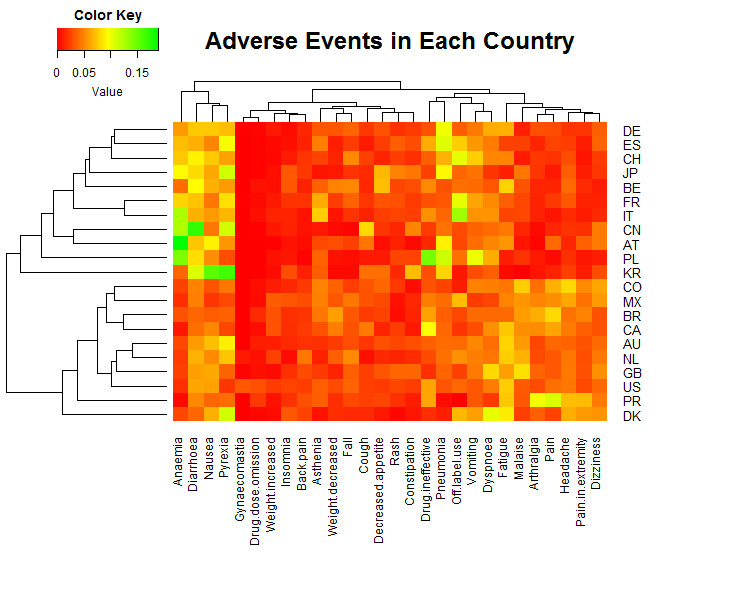 Color Key
0 0.05 0.15
Value
Adverse Events in Each Country
DE
ES
CH
JP
BE
FR
IT
CN
AT
PL
KR
CO
MX
BR
CA
AU
NL
GB
US
PR
DK
Anaemia
Diarrhoea
Nausea
Pyrexia
Gynaecomastia
Drug.dose.omission
Weight.increased
Insomnia
Back.pain
Asthenia
Weight.decreased
Fall
Cough
Decreased.appetite
Rash
Constipation
Drug.ineffective
Pneumonia
Off.label.use
Vomiting
Dyspnoea
Fatigue
Malaise
Arthralgia
Pain
Headache
Pain.in.extremity
Dizziness